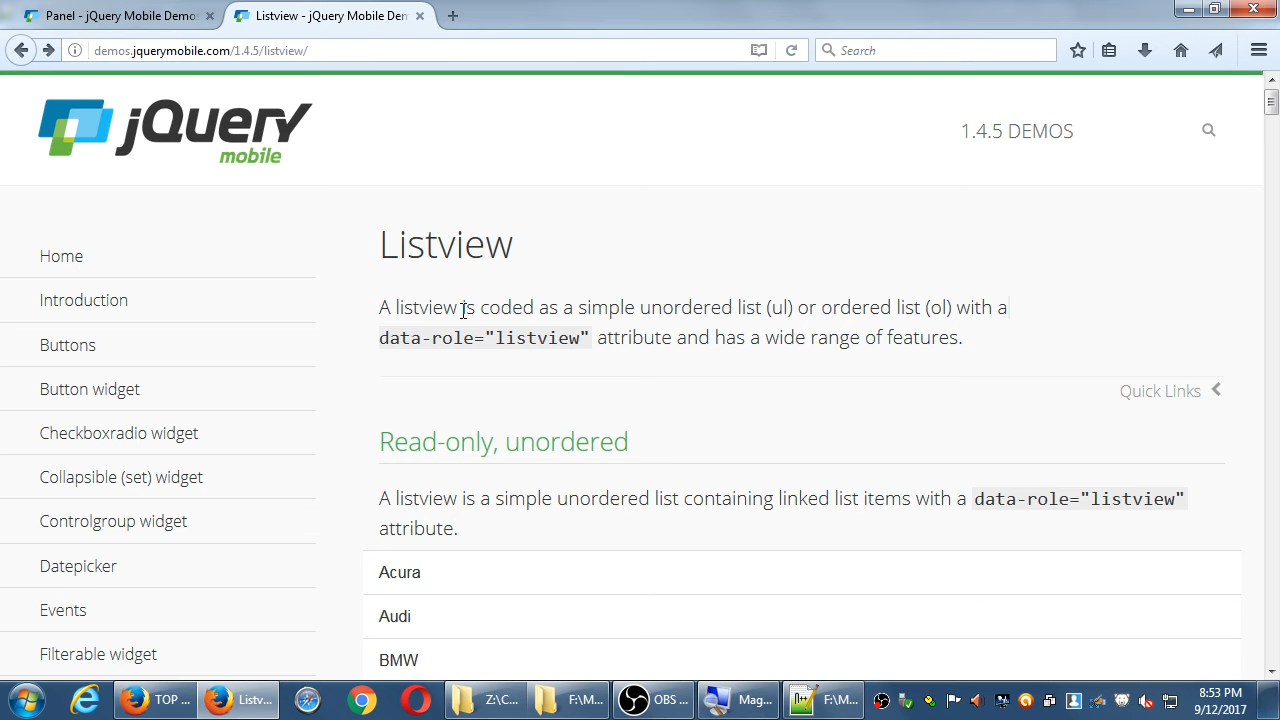 Panel - jQuery Mobile Demos
Listview - jQuery Mobile Dem
demos.jquerymobile.com/1.4.5/listview/
Search
jQuery
mobile
1.4.5 DEMOS
Home
Introduction
Buttons
Button widget
Checkboxradio widget
Collapsible (set) widget
Controlgroup widget
Datepicker
Events
Filterable widget
Listview
A listview is coded as a simple unordered list (ul) or ordered list (ol) with a
data-role="listview" attribute and has a wide range of features.
Quick Links
Read-only, unordered
A listview is a simple unordered list containing linked list items with a data-role="listview"
attribute.
Acura
Audi
BMW
TOP ...
Listv...
Z:\C...
F:\M...
OBS ...
Mag...
F:\M...
8:53 PM
9/12/2017